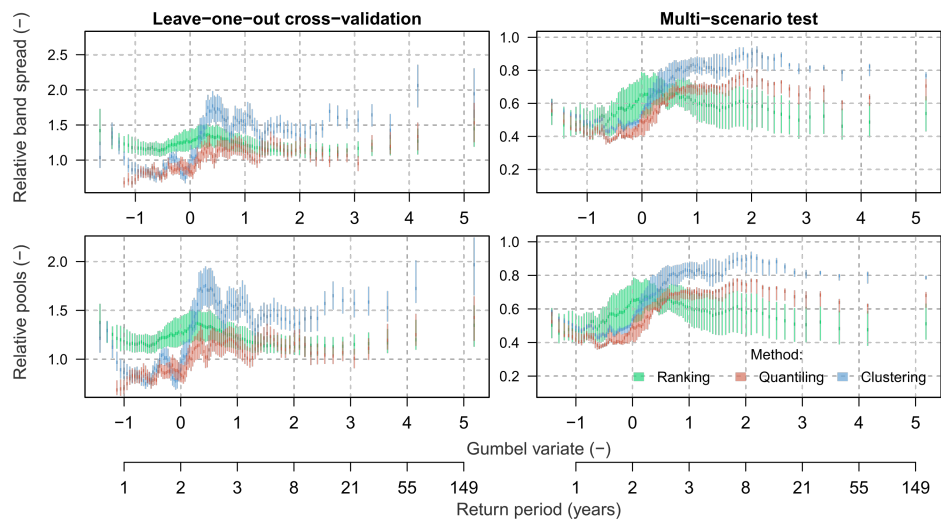 Leave−one−out cross−validation
Multi−scenario test
Relative band spread (−)
2.5
2.0
1.5
1.0
−1 0 1 2 3 4 5
1.0
0.8
0.6
0.4
0.2
−1 0 1 2 3 4 5
Relative pools (−)
2.0
1.5
1.0
−1 0 1 2 3 4 5
1.0
0.8
0.6
0.4
0.2
Method:
Ranking Quantiling Clustering
−1 0 1 2 3 4 5
Gumbel variate (−)
1 2 3 8 21 55 149
1 2 3 8 21 55 149
Return period (years)